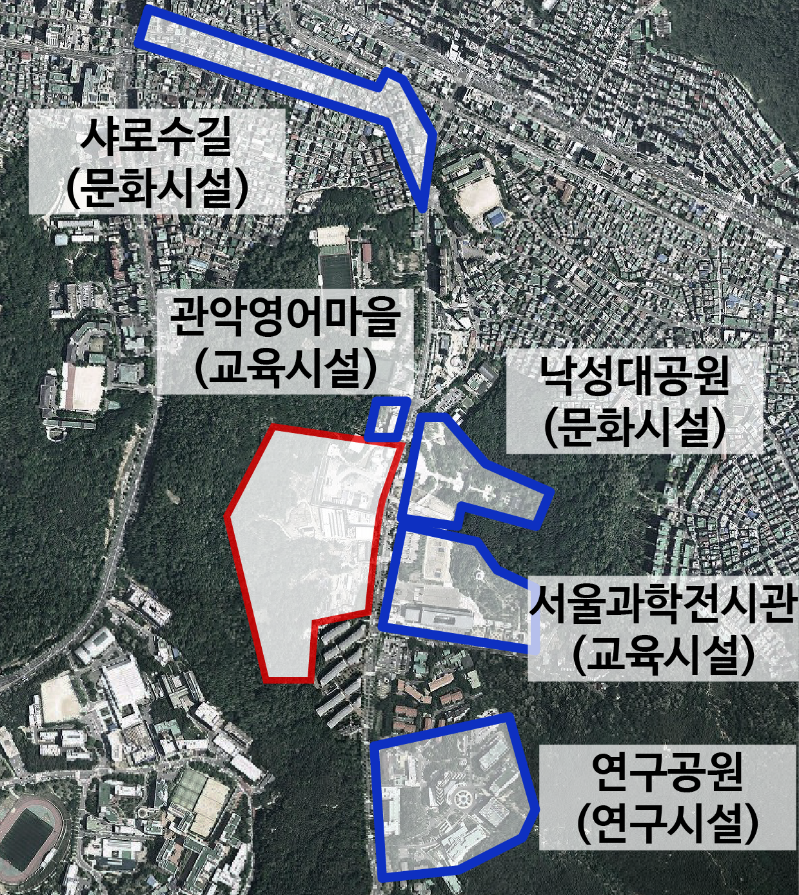 샤로수길
(문화시설)
관악영어마을
(교육시설)
낙성대공원
(문화시설)
서울과학전시관
(교육시설)
연구공원
(연구시설)